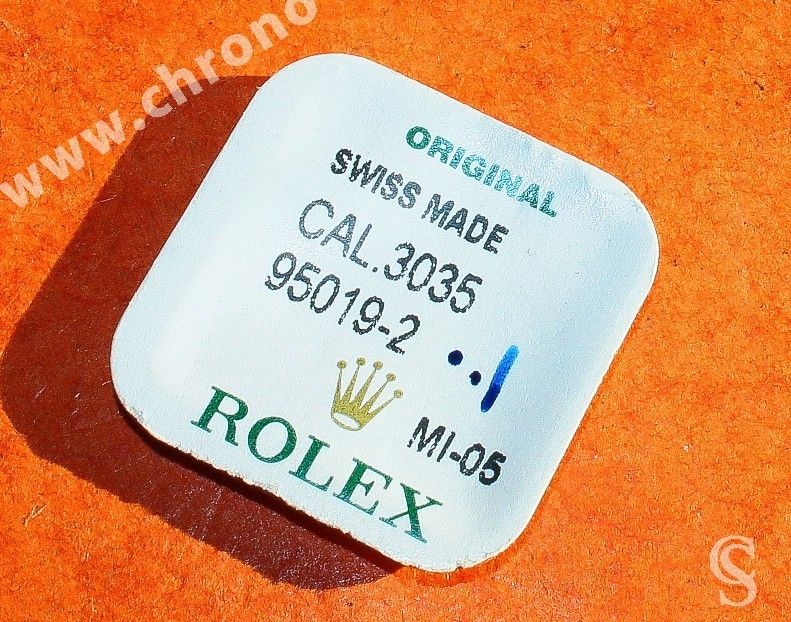 www.chrono
ORIGINAL
SWISS MADE
CAL.3035
95019-2
MI-05
ROLEX